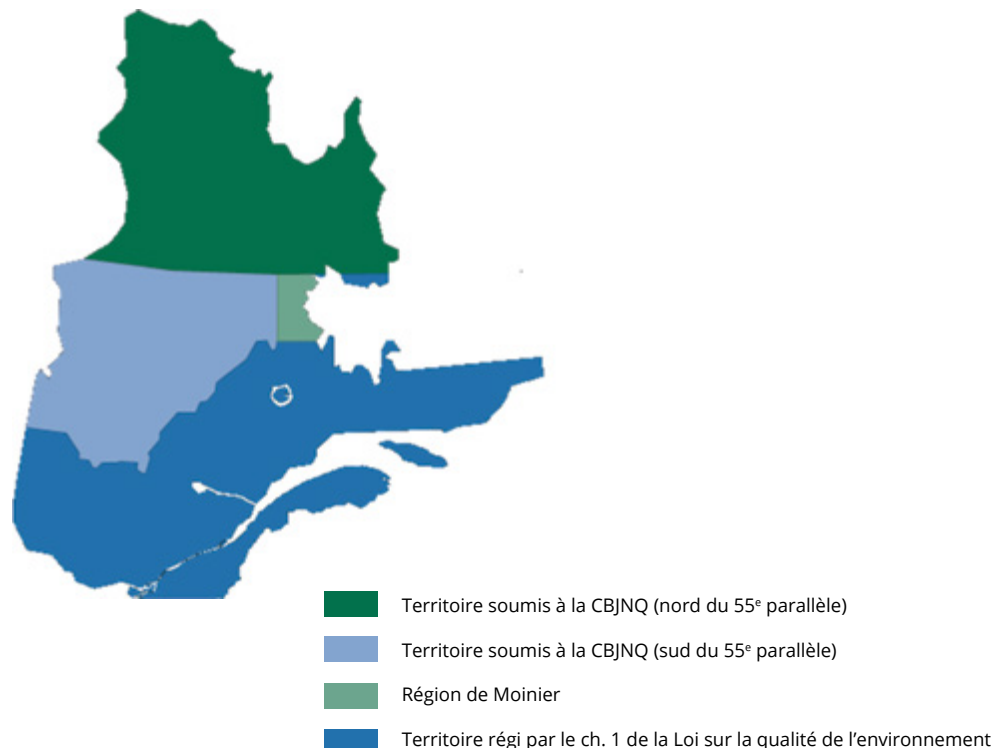 Territoire soumis à la CBJNQ (nord du 55e parallèle)
Territoire soumis à la CBJNQ (sud du 55e parallèle)
Région de Moinier
Territoire régi par le ch. 1 de la Loi sur la qualité de l’environnement